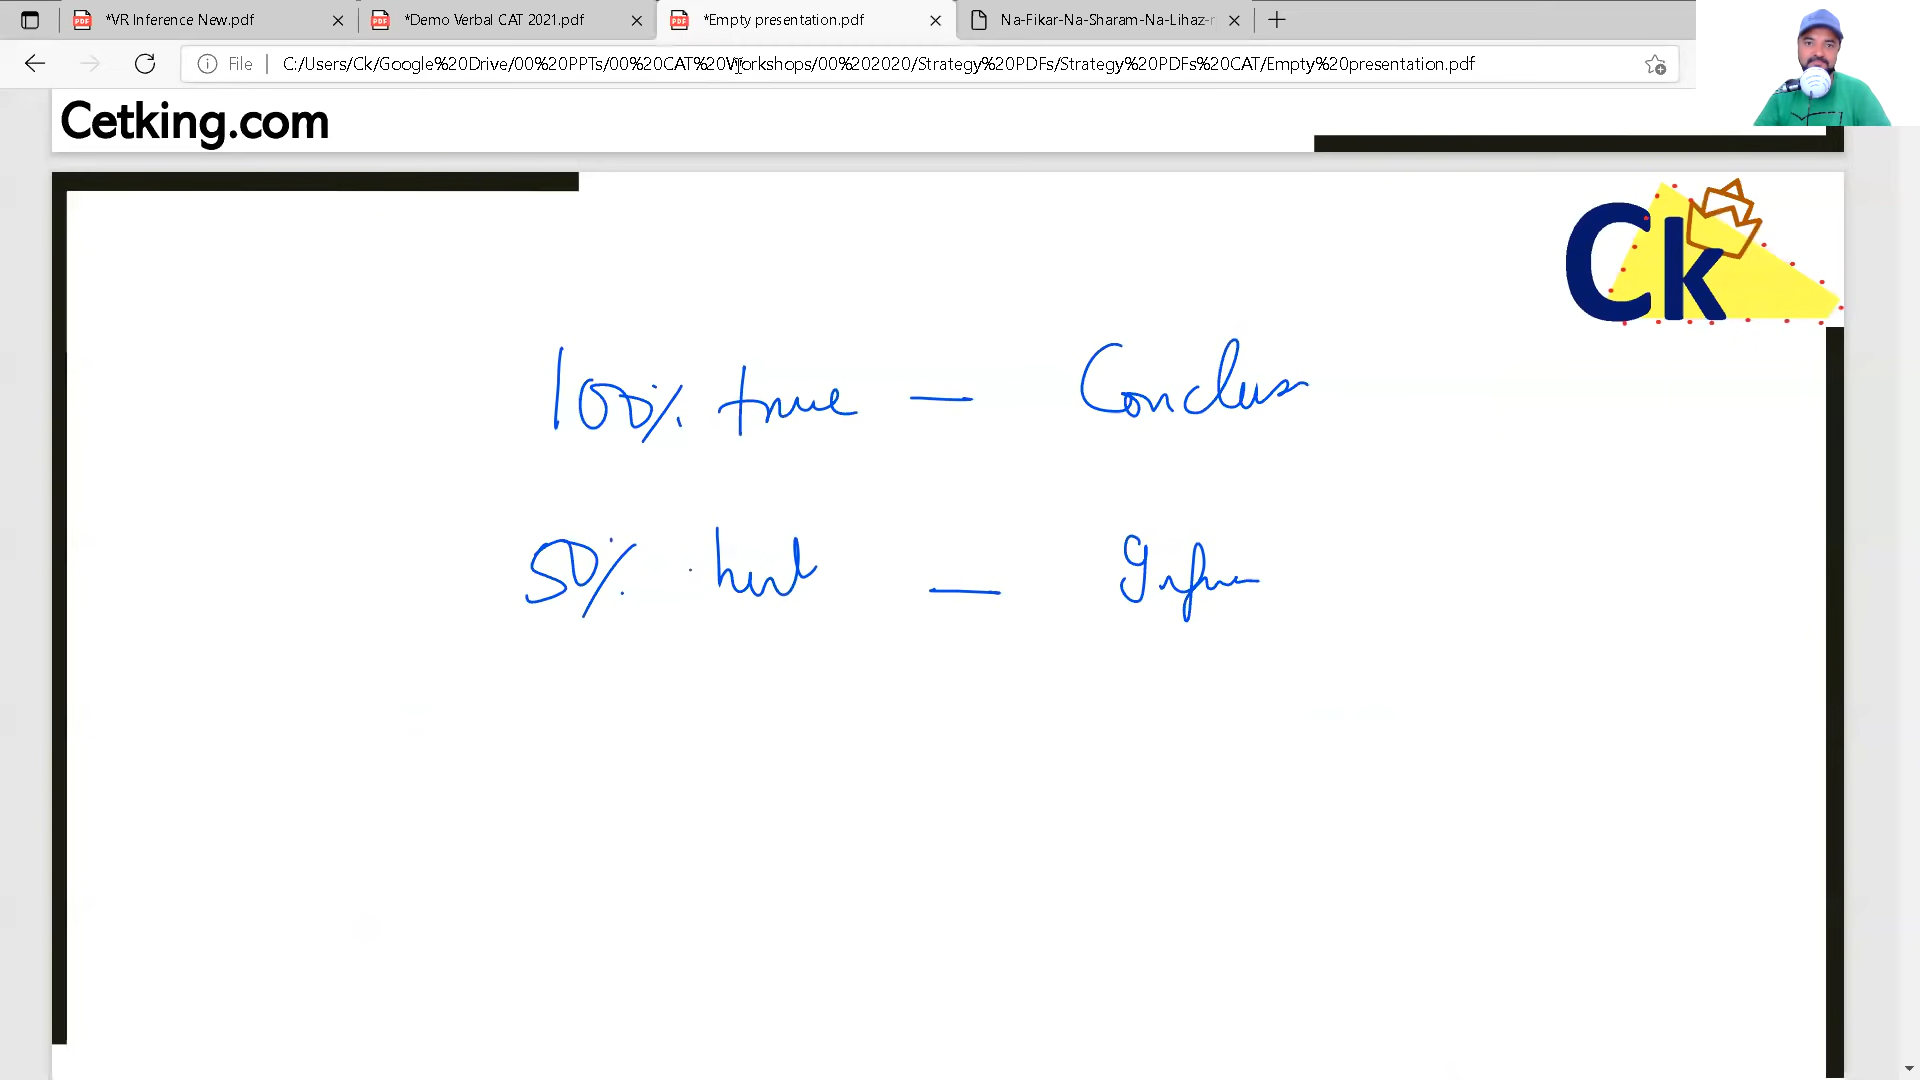 *VR Inference New.pdf
*Demo Verbal CAT 2021.pdf
*Empty presentation.pdf
Na-Fikar-Na-Sharam-Na-Lihaz-
File
C:/Users/Ck/Google%20Drive/00%20PPTs/00%20CAT%20Workshops/00%202020/Strategy%20PDFs/Strategy%20PDFs%20CAT/Empty%20presentation.pdf
Cetking.com
Ck
100% true — Conclus
50% —